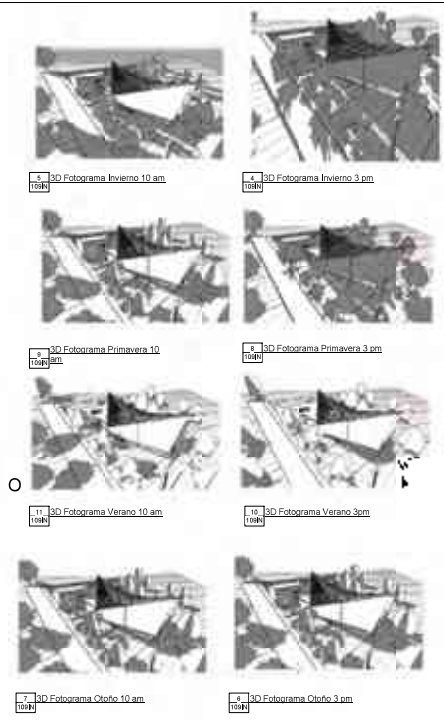 5 3D Fotograma Invierno 10 am
109IN
4 3D Fotograma Invierno 3 pm
109IN
9 3D Fotograma Primavera 10
109IN am
8 3D Fotograma Primavera 3 pm
109IN
O
11 3D Fotograma Verano 10 am
109IN
10 3D Fotograma Verano 3pm
109IN
7 3D Fotograma Otoño 10 am
109IN
6 3D Fotograma Otoño 3 pm
109IN